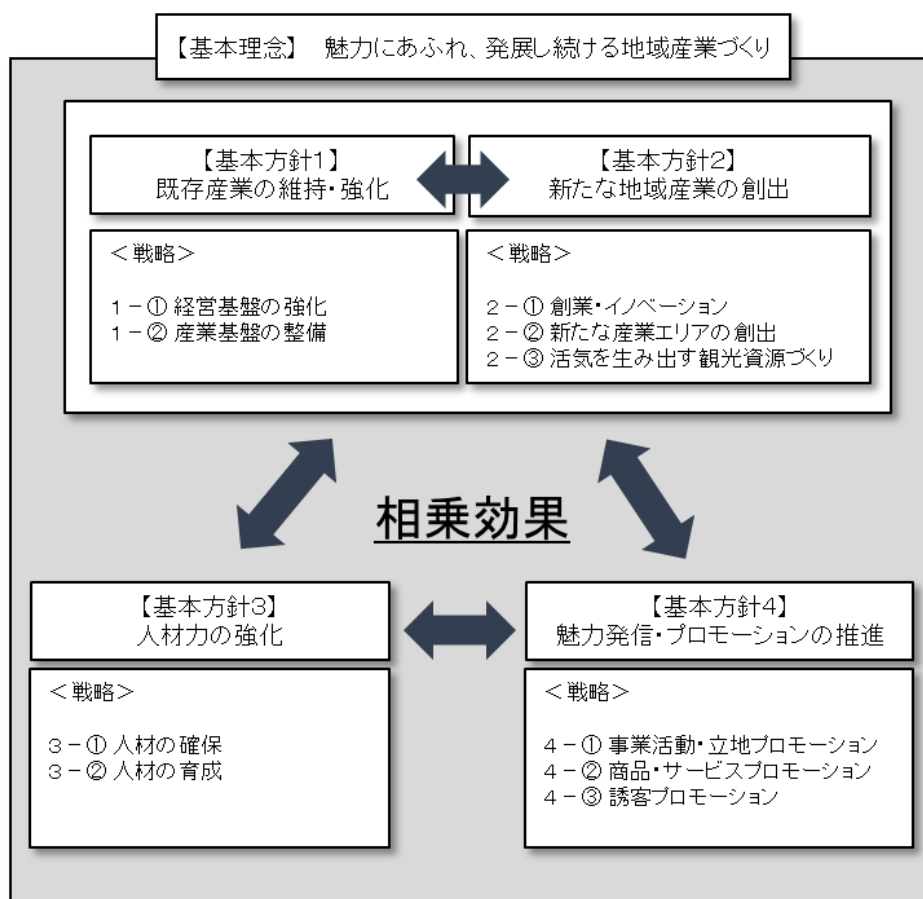 【基本理念】　魅力にあふれ、発展し続ける地域産業づくり
【基本方針1】
既存産業の維持・強化
【基本方針2】
新たな地域産業の創出
＜戦略＞
１－① 経営基盤の強化
１－② 産業基盤の整備
＜戦略＞
２－① 創業・イノベーション
２－② 新たな産業エリアの創出
２－③ 活気を生み出す観光資源づくり
相乗効果
【基本方針3】
人材力の強化
【基本方針4】
魅力発信・プロモーションの推進
＜戦略＞
３－① 人材の確保
３－② 人材の育成
＜戦略＞
４－① 事業活動・立地プロモーション
４－② 商品・サービスプロモーション
４－③ 誘客プロモーション